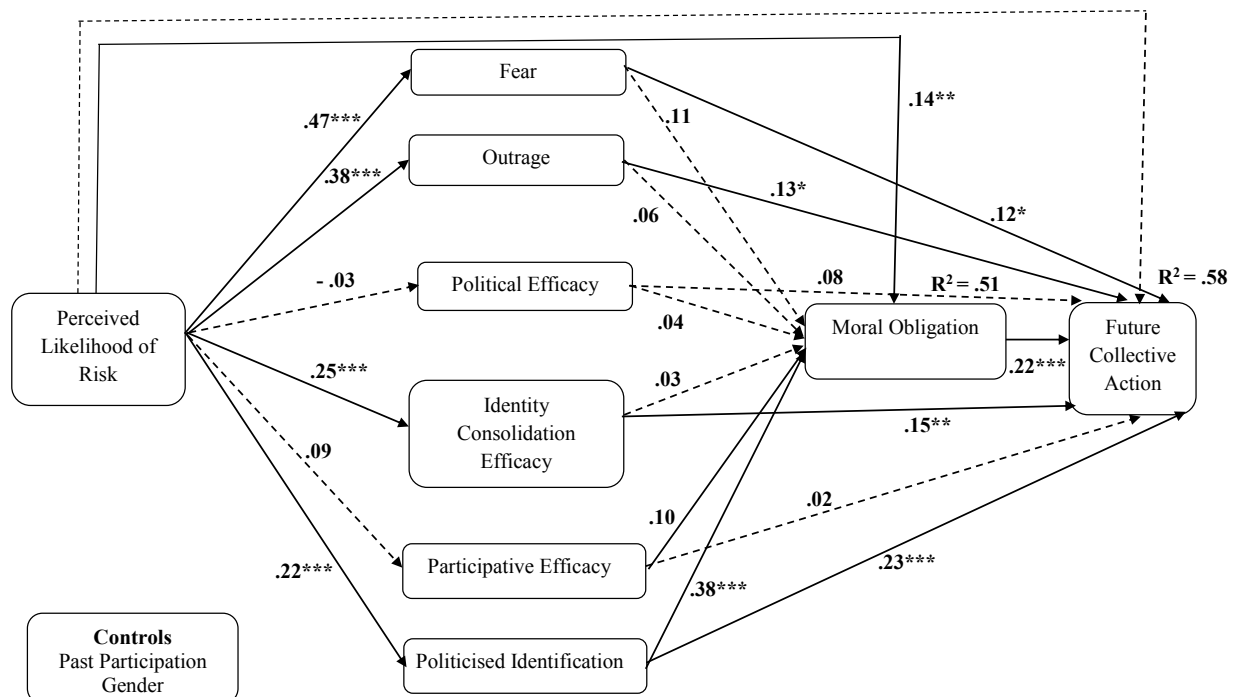 Fear
.14**
.47***
.11
Outrage
.38***
.13*
.12*
.06
- .03
Political Efficacy
.08
R² = .51
R² = .58
Perceived
Likelihood of
Risk
.04
Moral Obligation
Future
Collective
Action
.25***
.03
.22***
Identity
Consolidation
Efficacy
.15**
.09
.10
.02
Participative Efficacy
.22***
.38***
.23***
Politicised Identification
Controls
Past Participation
Gender